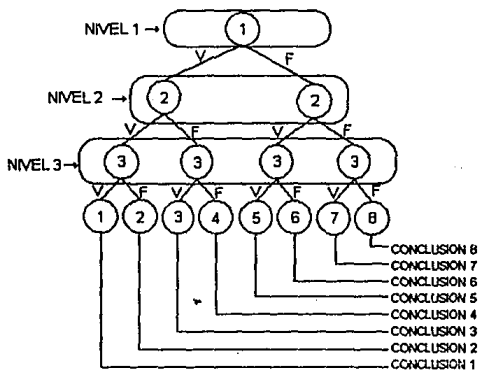 NIVEL 1 → 1
V F
NIVEL 2 → 2 2
V F V F
NIVEL 3 → 3 3 3 3
V F V F V F V F
1 2 3 4 5 6 7 8
CONCLUSION 8
CONCLUSION 7
CONCLUSION 6
CONCLUSION 5
CONCLUSION 4
CONCLUSION 3
CONCLUSION 2
CONCLUSION 1